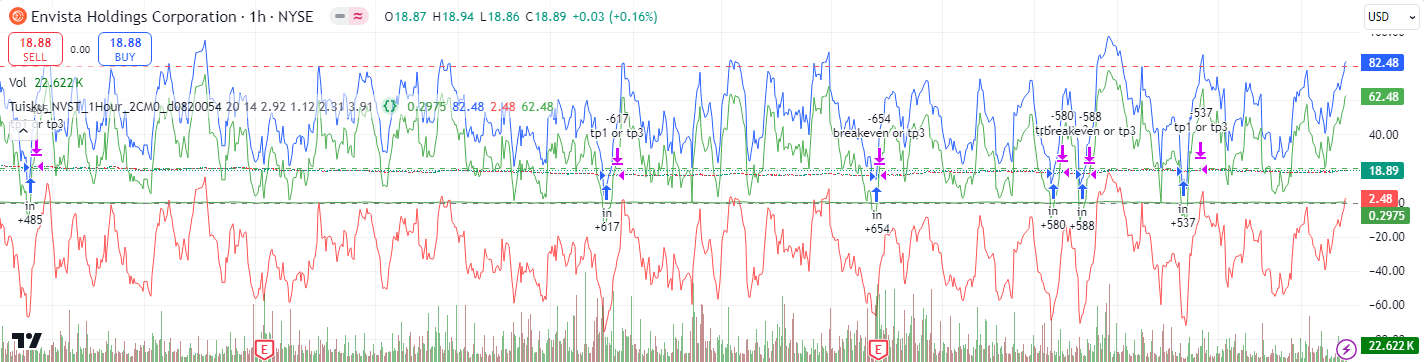 Envista Holdings Corporation · 1h · NYSE
O18.87 H18.94 L18.86 C18.89 +0.03 (+0.16%)
USD
18.88
SELL
0.00
18.88
BUY
Vol 22.622 K
Tuisku_NVST_1Hour_2CM0_d0820054 20 14 2.92 1.12 2.31 3.91 {} 0.2975 82.48 2.48 62.48
tp1 or tp3
in
+485
-617
tp1 or tp3
in
+617
-654
breakeven or tp3
in
+654
-580
-588
breakeven or tp3
in
+580
in
+588
-537
tp1 or tp3
in
+537
82.48
62.48
40.00
18.89
2.48
0.2975
−20.00
−40.00
−60.00
22.622 K
E
E